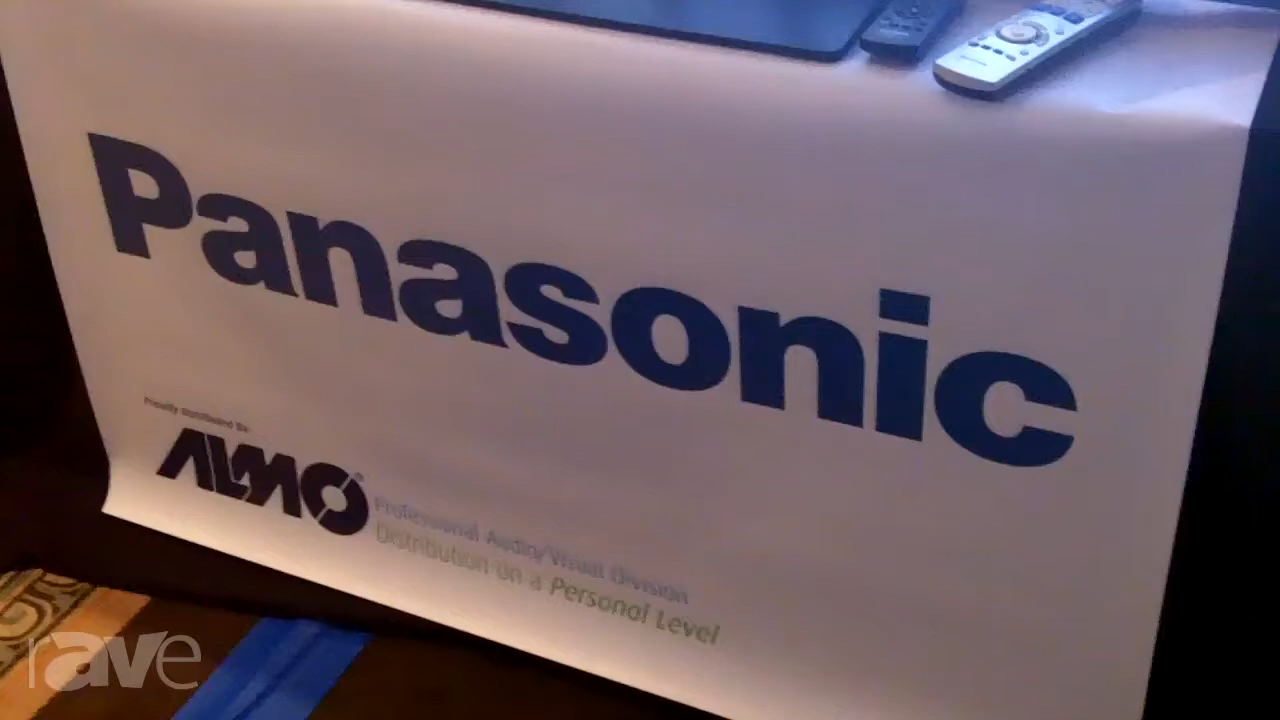 Panasonic
Proudly distributed By
ALMO®
Professional Audio/Visual Division
Distribution on a Personal Level
rave